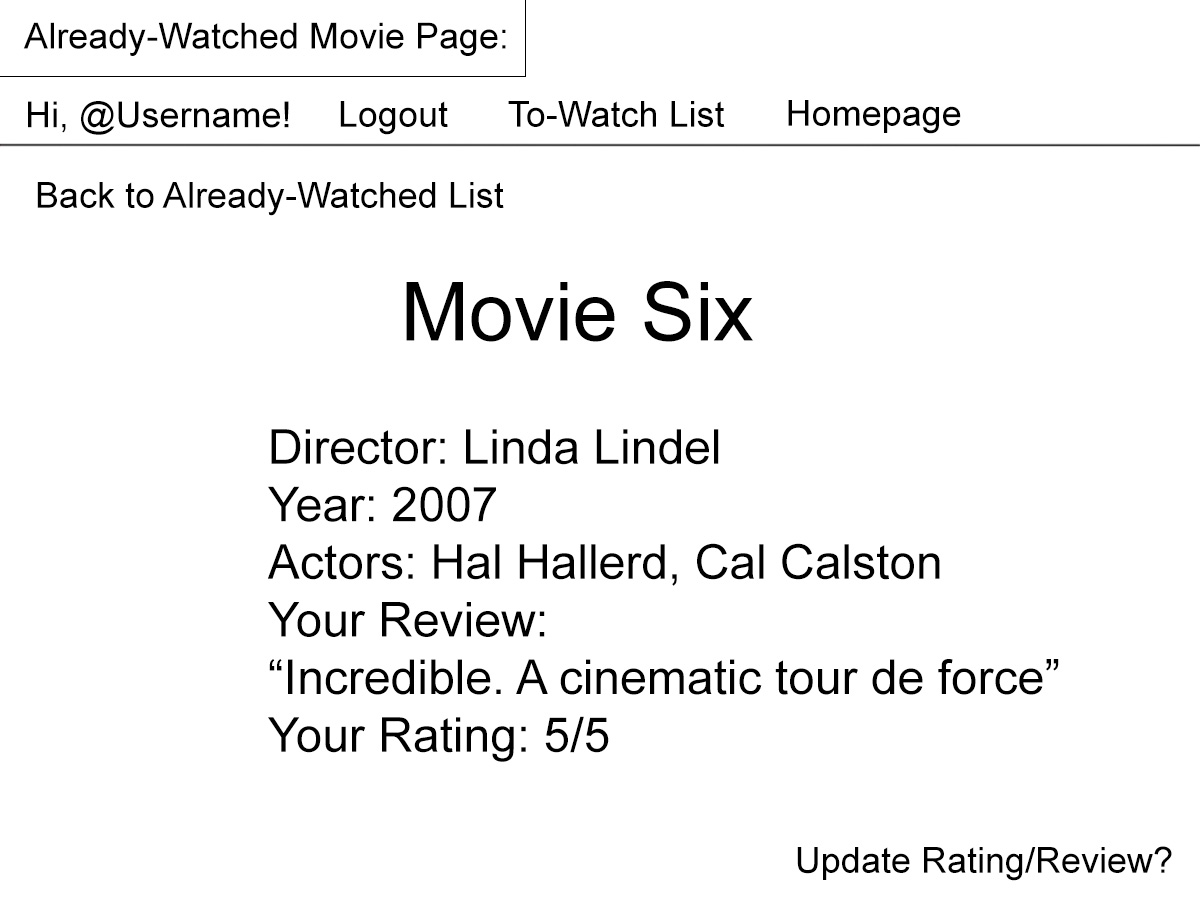 Already-Watched Movie Page:
Hi, @Username! Logout To-Watch List Homepage
Back to Already-Watched List
Movie Six
Director: Linda Lindel
Year: 2007
Actors: Hal Hallerd, Cal Calston
Your Review:
“Incredible. A cinematic tour de force”
Your Rating: 5/5
Update Rating/Review?